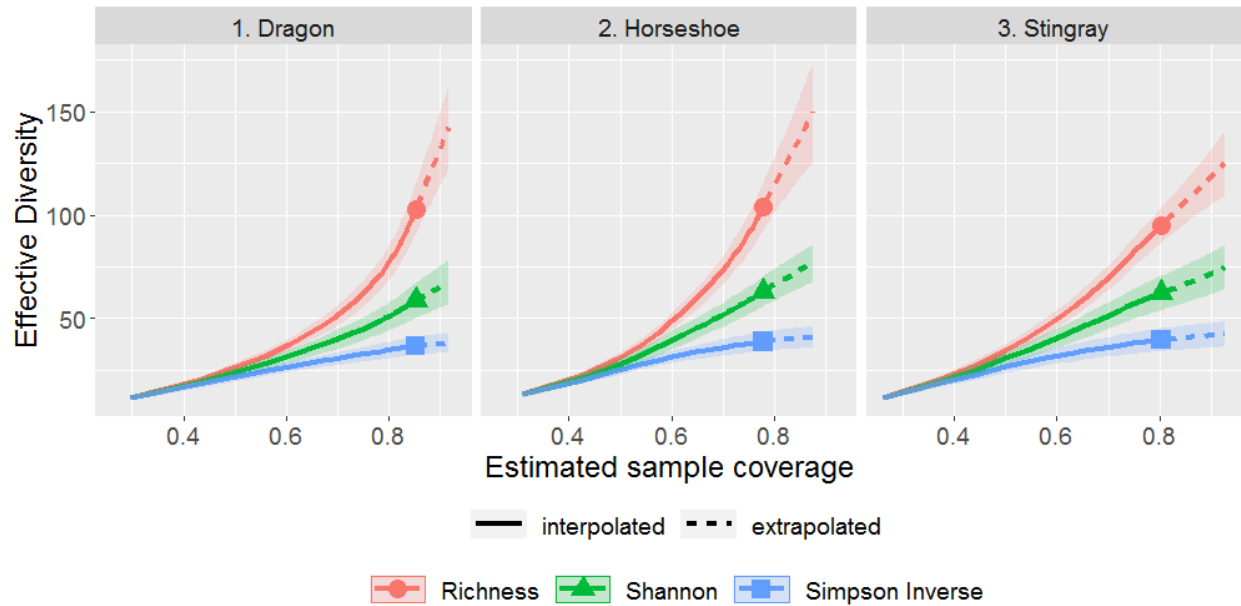 1. Dragon
2. Horseshoe
3. Stingray
Effective Diversity
150
100
50
0.4 0.6 0.8
0.4 0.6 0.8
0.4 0.6 0.8
Estimated sample coverage
interpolated extrapolated
Richness Shannon Simpson Inverse